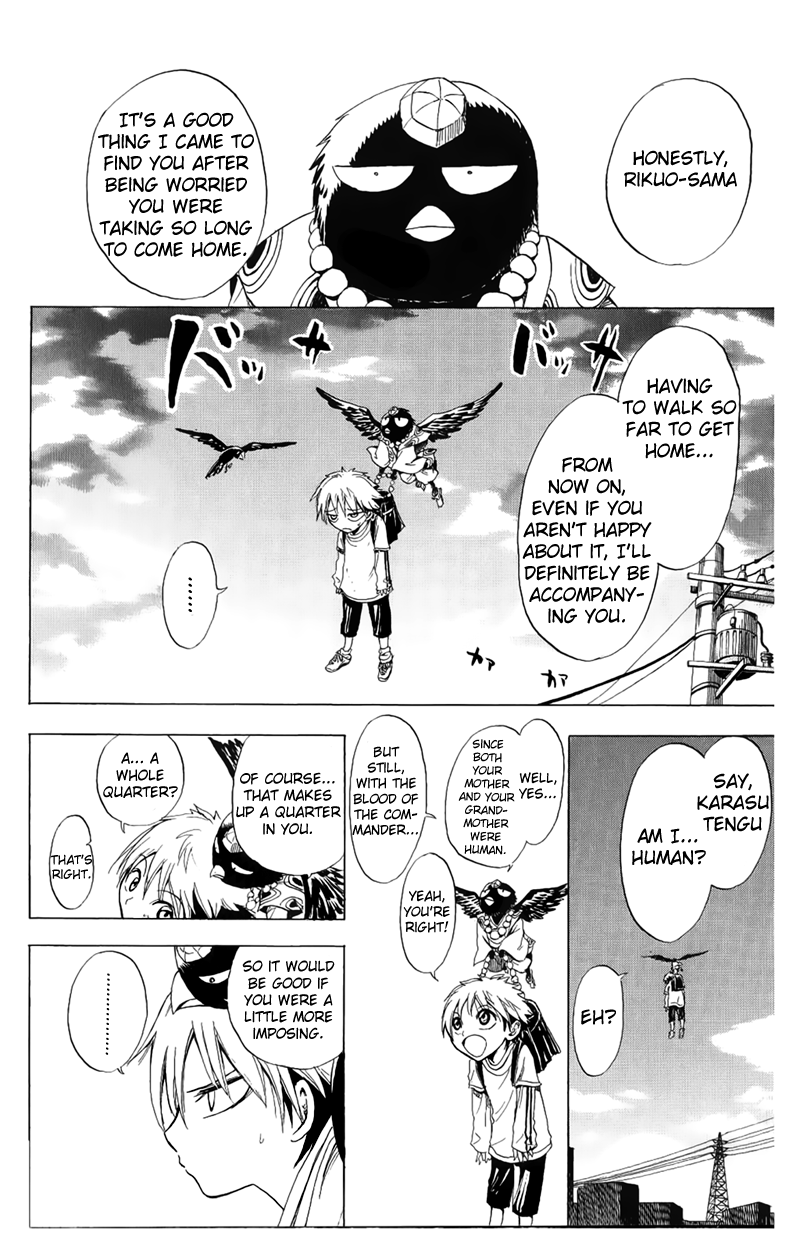 HONESTLY,
RIKUO-SAMA
IT'S A GOOD
THING I CAME TO
FIND YOU AFTER
BEING WORRIED
YOU WERE
TAKING SO LONG
TO COME HOME.
HAVING
TO WALK SO
FAR TO GET
HOME...
FROM
NOW ON,
EVEN IF YOU
AREN'T HAPPY
ABOUT IT, I'LL
DEFINITELY BE
ACCOMPANY-
ING YOU.
バッ
サ
バッ
サ
カァ
カァ
.........
SAY,
KARASU
TENGU
AM I...
HUMAN?
EH?
WELL,
YES...
SINCE
BOTH
YOUR
MOTHER
AND YOUR
GRAND-
MOTHER
WERE
HUMAN.
YEAH,
YOU'RE
RIGHT!
BUT
STILL,
WITH THE
BLOOD OF
THE COM-
MANDER...
OF COURSE...
THAT MAKES
UP A QUARTER
IN YOU.
A... A
WHOLE
QUARTER?
THAT'S
RIGHT.
SO IT WOULD
BE GOOD IF
YOU WERE A
LITTLE MORE
IMPOSING.
............